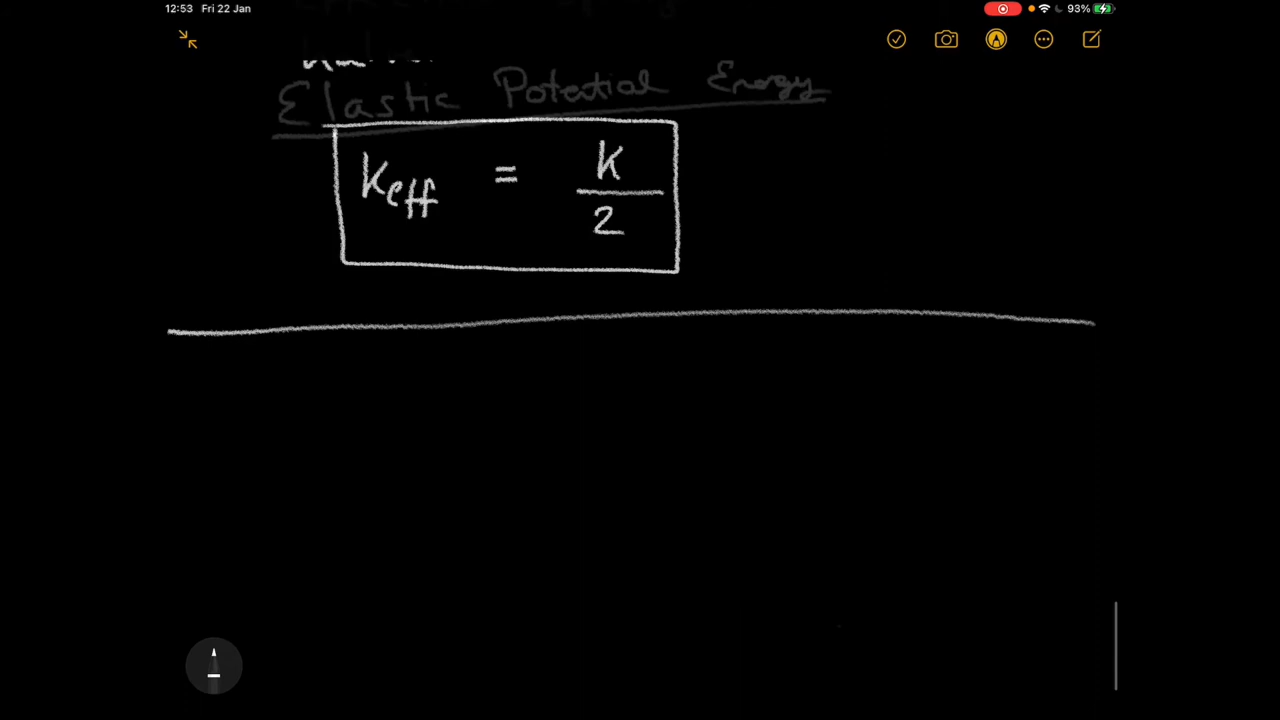 12:53 Fri 22 Jan 93%
Elastic Potential Energy
keff = k/2